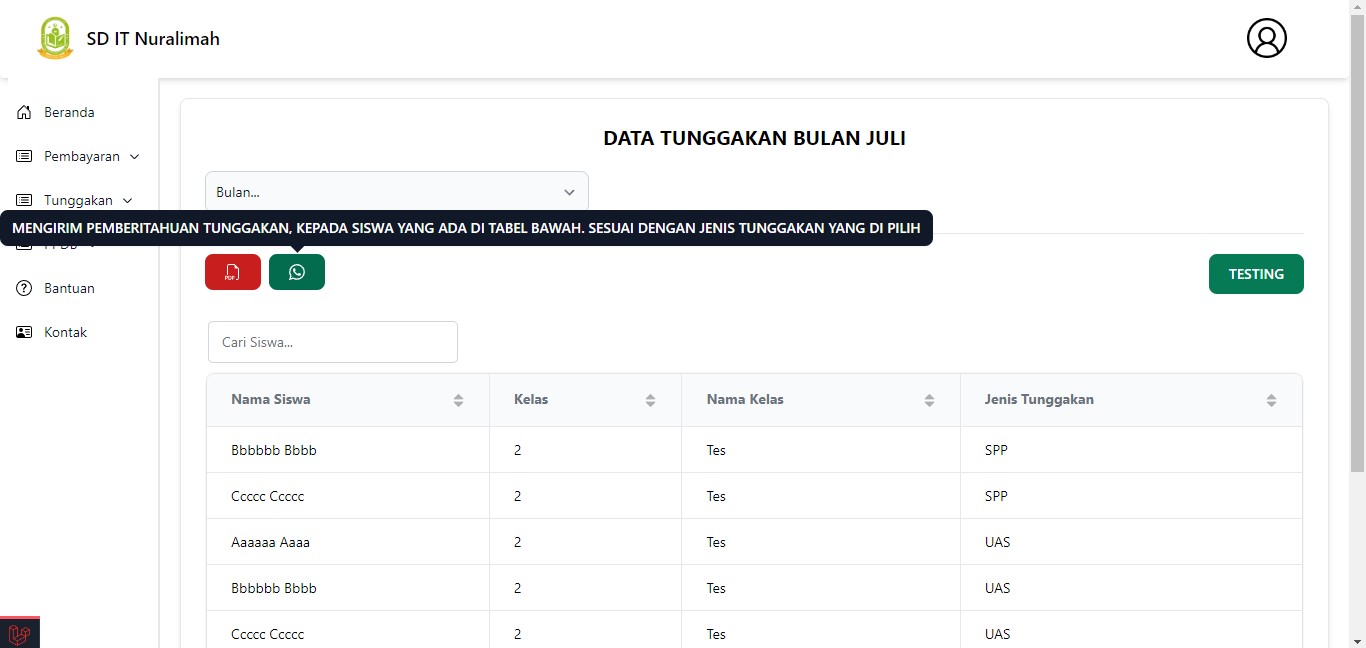 SD IT Nuralimah
Beranda
Pembayaran
Tunggakan
Bantuan
Kontak
DATA TUNGGAKAN BULAN JULI
Bulan...
MENGIRIM PEMBERITAHUAN TUNGGAKAN, KEPADA SISWA YANG ADA DI TABEL BAWAH. SESUAI DENGAN JENIS TUNGGAKAN YANG DI PILIH
PDF
TESTING
Cari Siswa...
Nama Siswa Kelas Nama Kelas Jenis Tunggakan
Bbbbbb Bbbb 2 Tes SPP
Ccccc Ccccc 2 Tes SPP
Aaaaaa Aaaa 2 Tes UAS
Bbbbbb Bbbb 2 Tes UAS
Ccccc Ccccc 2 Tes UAS